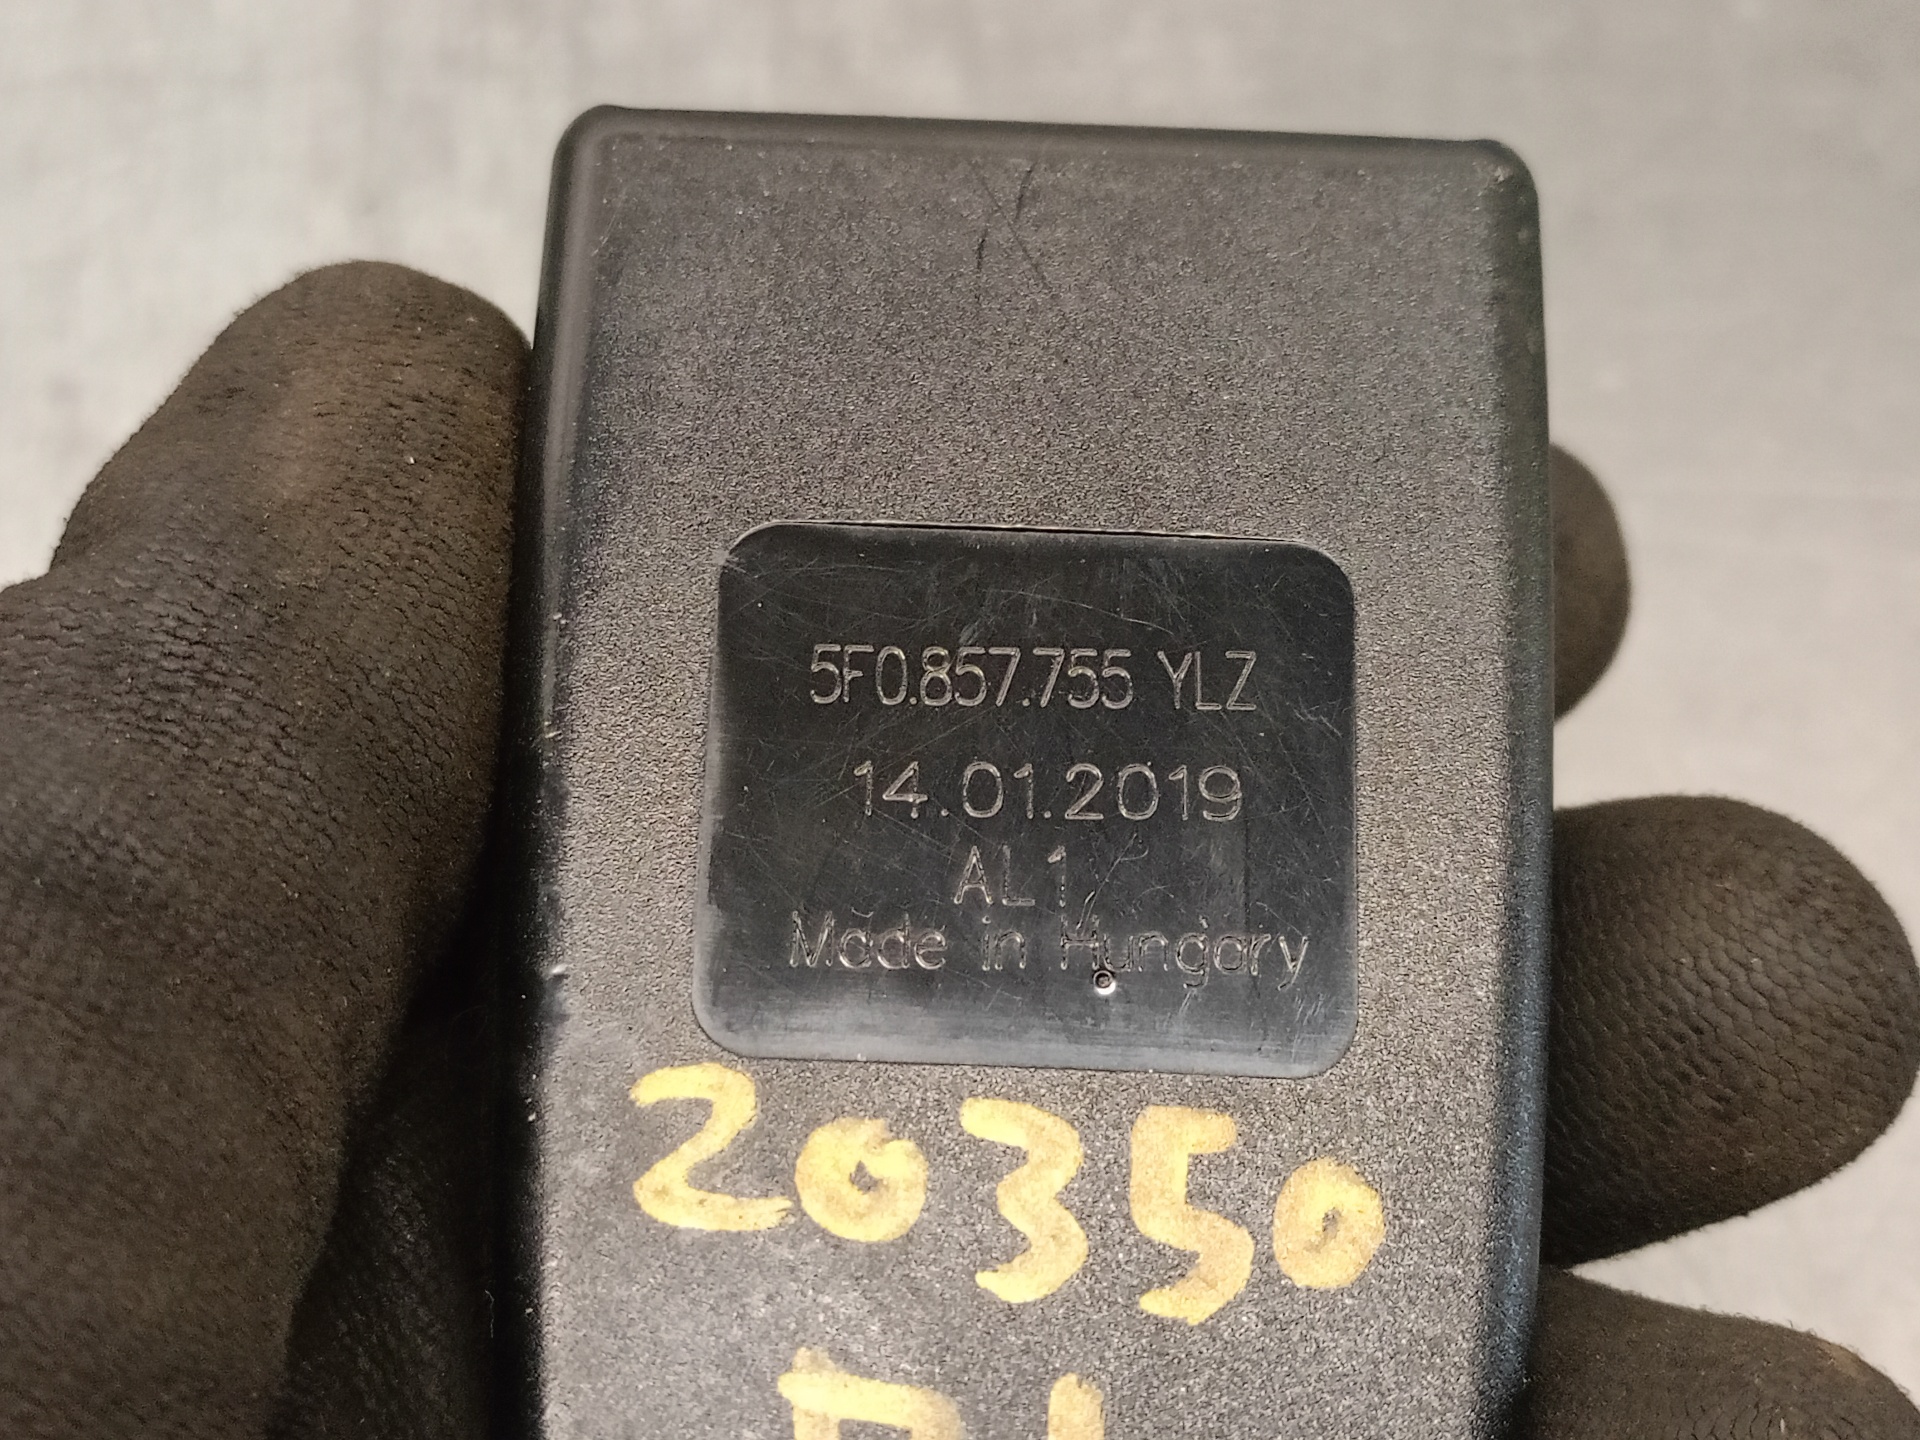 5F0.857.755 YLZ
14.01.2019
AL1
Made in Hungary
20350